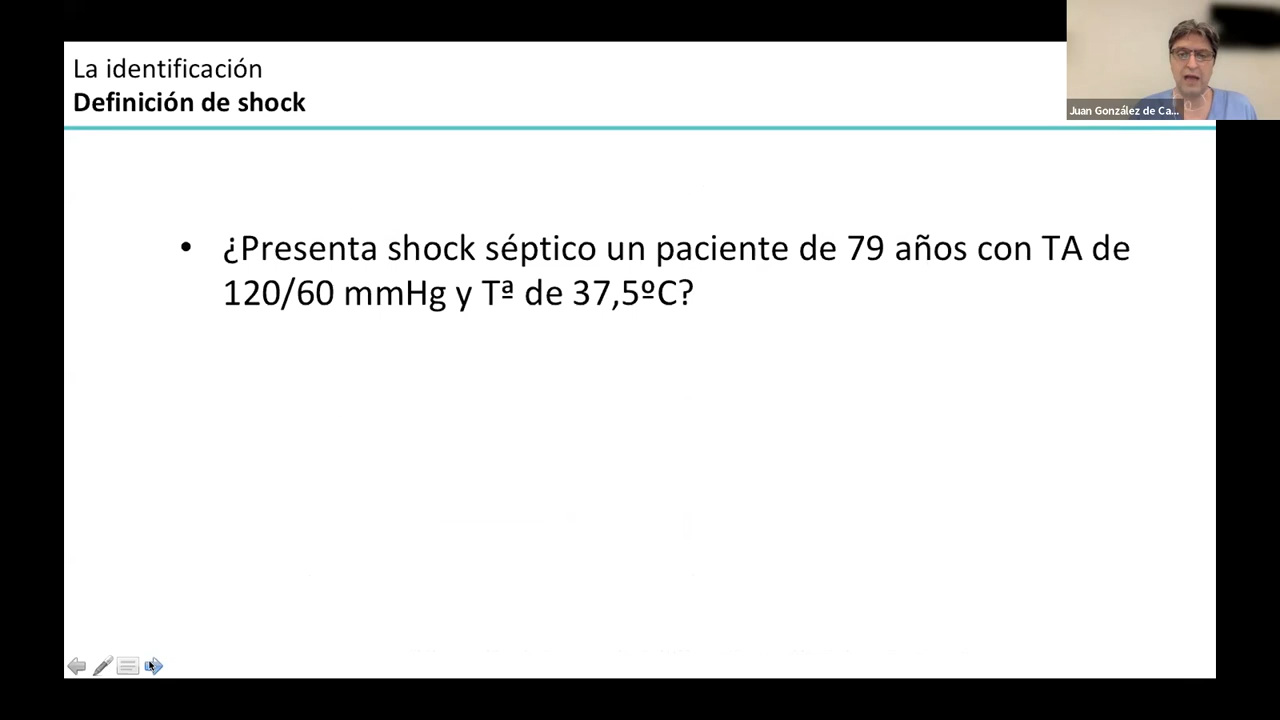 La identificación
Definición de shock
Juan González de Ca...
• ¿Presenta shock séptico un paciente de 79 años con TA de
120/60 mmHg y Tª de 37,5ºC?